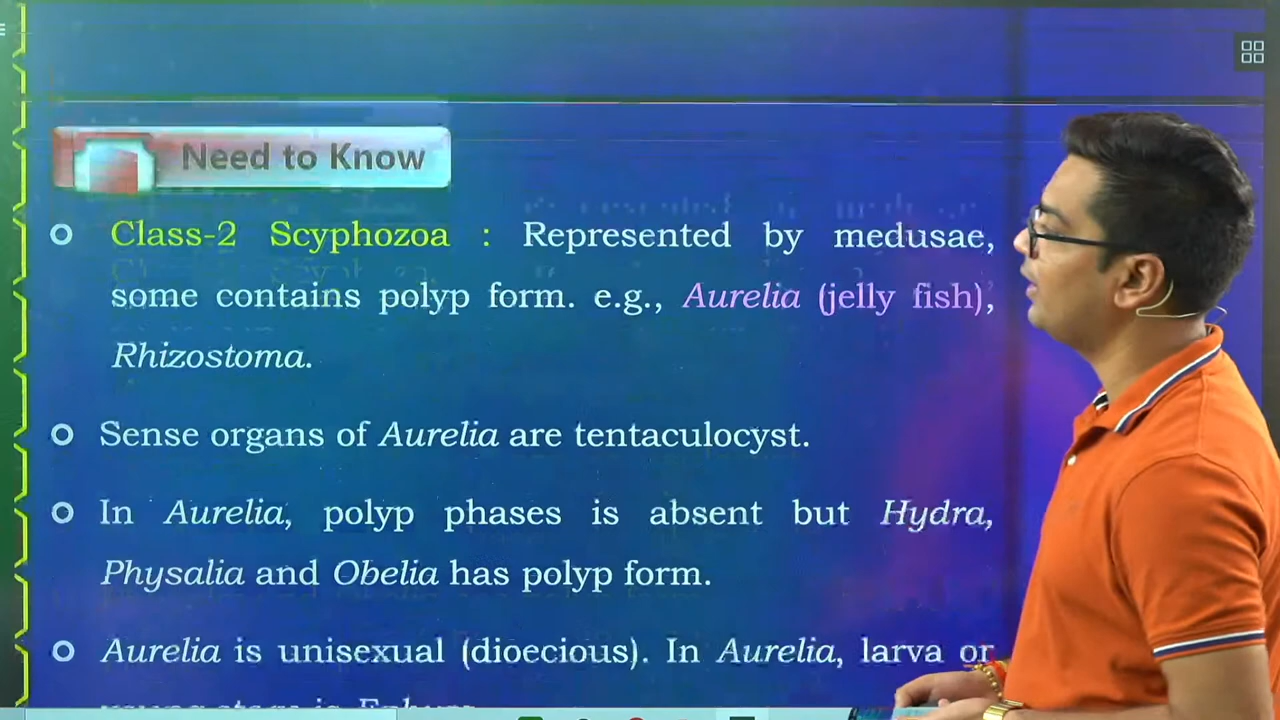 Need to Know
Class-2 Scyphozoa : Represented by medusae,
some contains polyp form. e.g., Aurelia (jelly fish),
Rhizostoma.
Sense organs of Aurelia are tentaculocyst.
In Aurelia, polyp phases is absent but Hydra,
Physalia and Obelia has polyp form.
Aurelia is unisexual (dioecious). In Aurelia, larva or